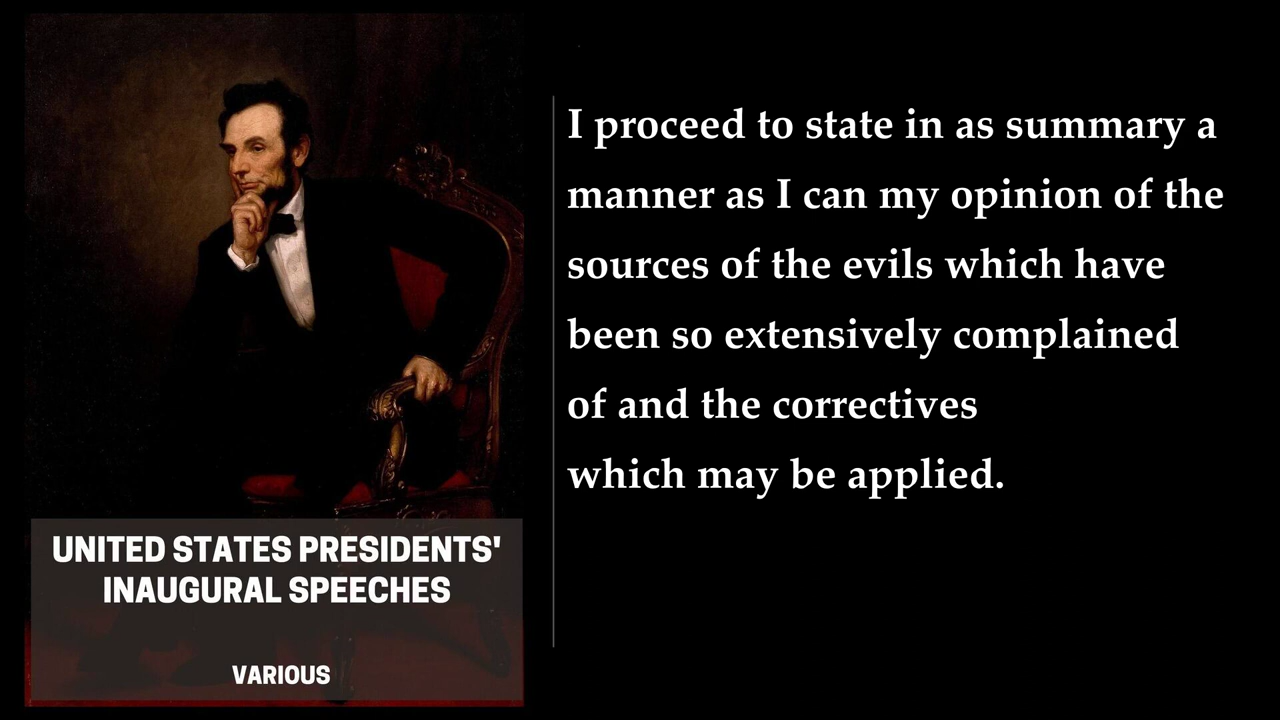 I proceed to state in as summary a
manner as I can my opinion of the
sources of the evils which have
been so extensively complained
of and the correctives
which may be applied.
UNITED STATES PRESIDENTS'
INAUGURAL SPEECHES
VARIOUS